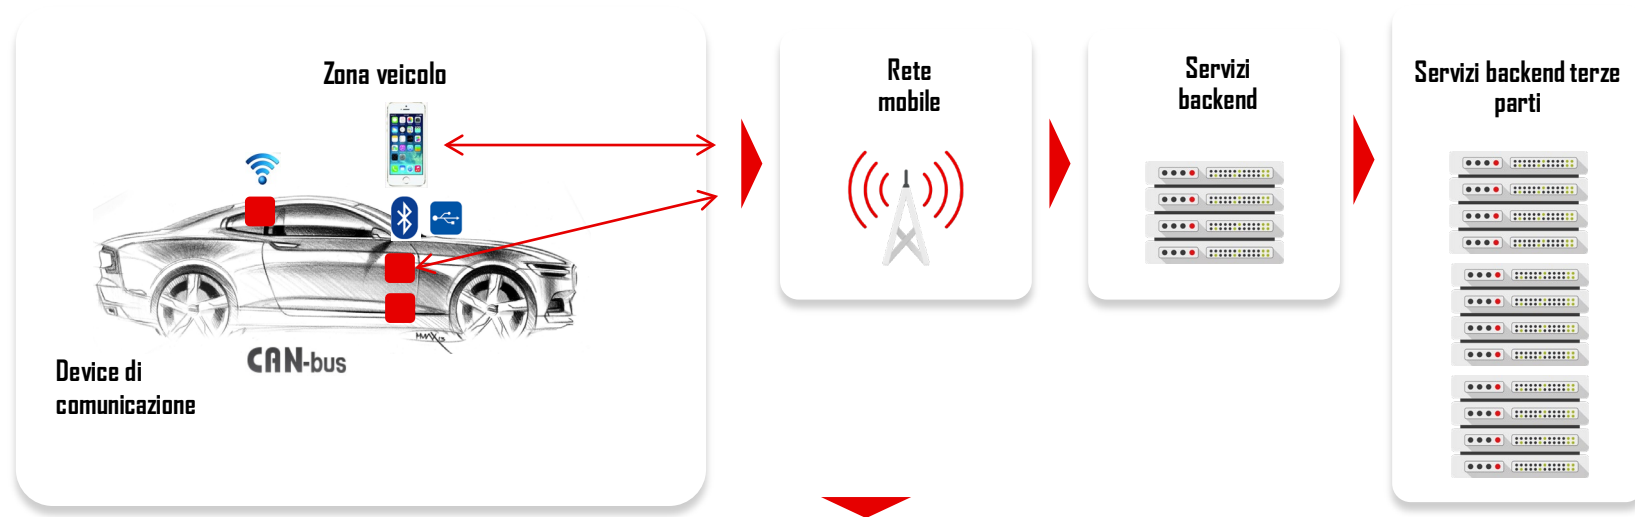 Zona veicolo
Device di
comunicazione
CAN-bus
Rete
mobile
Servizi
backend
Servizi backend terze
parti